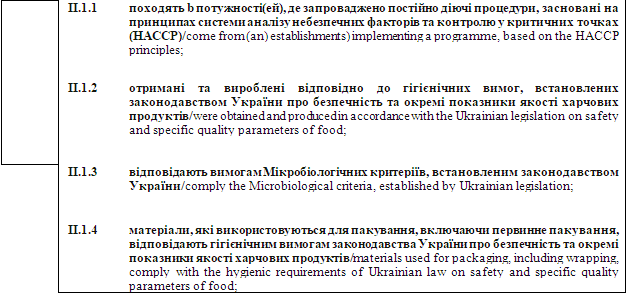 II.1.1 походять b потужності(ей), де запроваджено постійно діючі процедури, засновані на
принципах системи аналізу небезпечних факторів та контролю у критичних точках
(НАССР)/come from (an) establishments) implementing a programme, based on the HACCP
principles;
II.1.2 отримані та вироблені відповідно до гігієнічних вимог, встановлених
законодавством України про безпечність та окремі показники якості харчових
продуктів/were obtained and produced in accordance with the Ukrainian legislation on safety
and specific quality parameters of food;
II.1.3 відповідають вимогам Мікробіологічних критеріїв, встановленим законодавством
України/comply the Microbiological criteria, established by Ukrainian legislation;
II.1.4 матеріали, які використовуються для пакування, включаючи первинне пакування,
відповідають гігієнічним вимогам законодавства України про безпечність та окремі
показники якості харчових продуктів/materials used for packaging, including wrapping,
comply with the hygienic requirements of Ukrainian law on safety and specific quality
parameters of food;